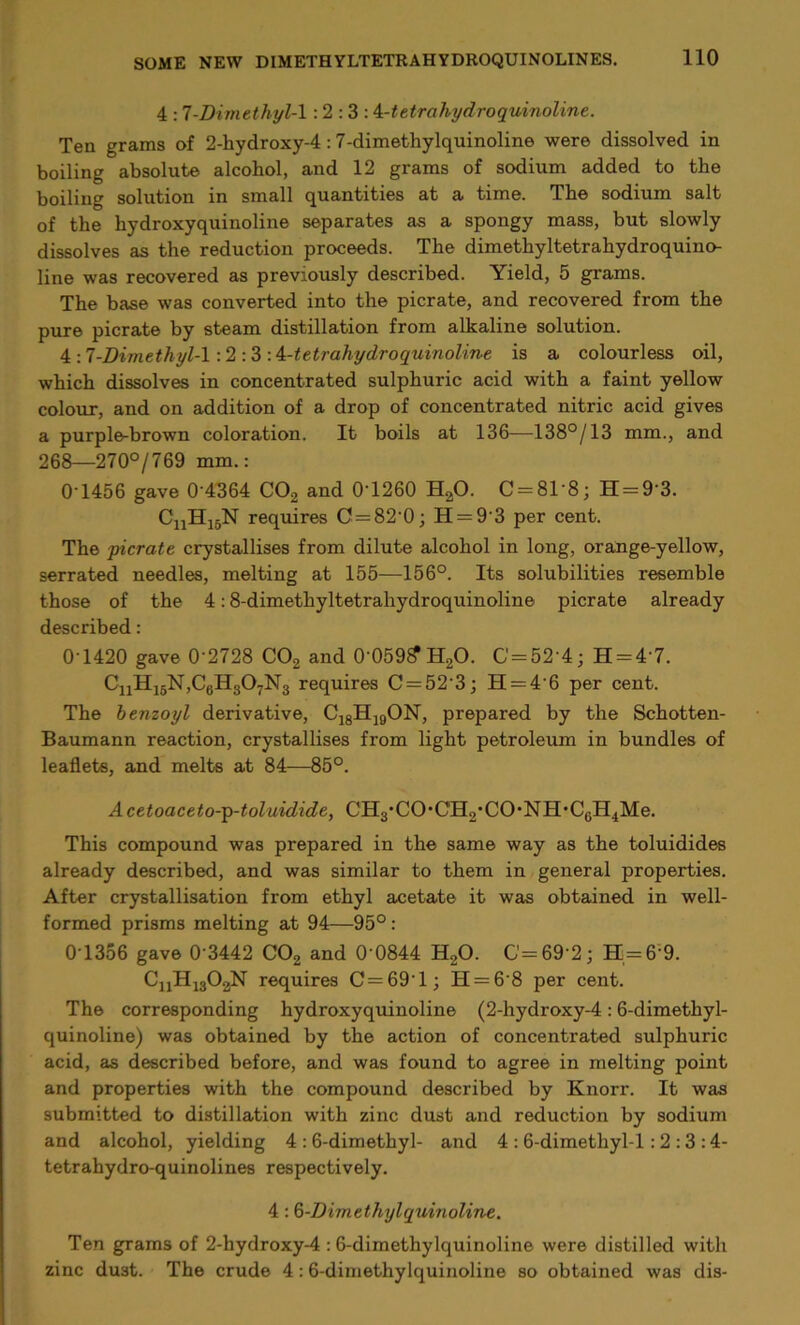 SOME NEW DIMETHYLTETRAHYDROQUINOLINES. 110
4 : 7-Dimethyl-1 : 2 : 3 : 4-tetrahydroquinoline.
Ten grams of 2-hydroxy-4 : 7-dimethylquinoline were dissolved in
boiling absolute alcohol, and 12 grams of sodium added to the
boiling solution in small quantities at a time. The sodium salt
of the hydroxyquinoline separates as a spongy mass, but slowly
dissolves as the reduction proceeds. The dimethyltetrahydroquino-
line was recovered as previously described. Yield, 5 grams.
The base was converted into the picrate, and recovered from the
pure picrate by steam distillation from alkaline solution.
4 : 7-Dimethyl-1 : 2 : 3 : 4-tetrahydroquinoline is a colourless oil,
which dissolves in concentrated sulphuric acid with a faint yellow
colour, and on addition of a drop of concentrated nitric acid gives
a purple-brown coloration. It boils at 136—138°/13 mm., and
268—270°/769 mm. :
0·1456 gave 0·4364 CO₂ and 0·1260 H₂O. C=81·8; H=9·3.
C₁₁H₁₅N requires C=82·0; H=9·3 per cent.
The picrate crystallises from dilute alcohol in long, orange-yellow,
serrated needles, melting at 155—156°. Its solubilities resemble
those of the 4 : 8-dimethyltetrahydroquinoline picrate already
described :
0·1420 gave 0·2728 CO₂ and 0·0598 H₂O. C=52·4; H=4·7.
C₁₁H₁₅N,C₆H₃O₇N₃ requires C=52·3; H=4·6 per cent.
The benzoyl derivative, C₁₈H₁₉ON, prepared by the Schotten-
Baumann reaction, crystallises from light petroleum in bundles of
leaflets, and melts at 84—85°.
Acetoaceto-p-toluidide, CH₃·CO·CH₂·CO·NH·C₆H₄Me.
This compound was prepared in the same way as the toluidides
already described, and was similar to them in general properties.
After crystallisation from ethyl acetate it was obtained in well-
formed prisms melting at 94—95° :
0·1356 gave 0·3442 CO₂ and 0·0844 H₂O. C=69·2; H=6·9.
C₁₁H₁₃O₂N requires C=69·1; H=6·8 per cent.
The corresponding hydroxyquinoline (2-hydroxy-4 : 6-dimethyl-
quinoline) was obtained by the action of concentrated sulphuric
acid, as described before, and was found to agree in melting point
and properties with the compound described by Knorr. It was
submitted to distillation with zinc dust and reduction by sodium
and alcohol, yielding 4 : 6-dimethyl- and 4 : 6-dimethyl-1 : 2 : 3 : 4-
tetrahydro-quinolines respectively.
4 : 6-Dimethylquinoline.
Ten grams of 2-hydroxy-4 : 6-dimethylquinoline were distilled with
zinc dust. The crude 4 : 6-dimethylquinoline so obtained was dis-